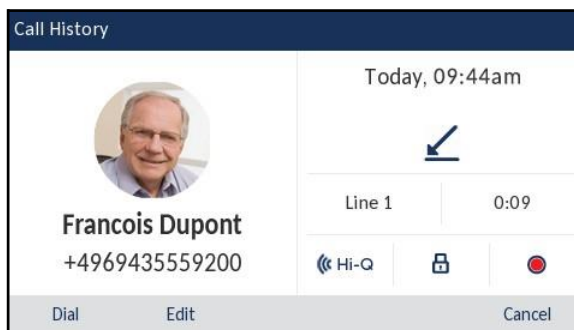 Call History
Francois Dupont
+4969435559200
Today, 09:44am
Line 1 0:09
Hi-Q
Dial Edit Cancel